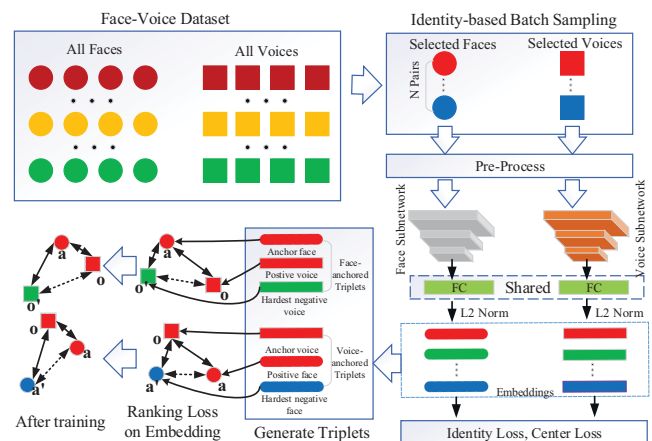 Face-Voice Dataset
All Faces
All Voices
Identity-based Batch Sampling
Selected Faces
Selected Voices
N Pairs
Pre-Process
Face Subnetwork
Voice Subnetwork
FC
Shared
FC
L2 Norm
L2 Norm
Embeddings
Identity Loss, Center Loss
Anchor face
Postive voice
Hardest negative
voice
Face-
anchored
Triplets
Anchor voice
Positive face
Hardest negative
face
Voice-
anchored
Triplets
Generate Triplets
a
o
o'
o
a
a'
Ranking Loss
on Embedding
a
o
o'
o
a
a'
After training